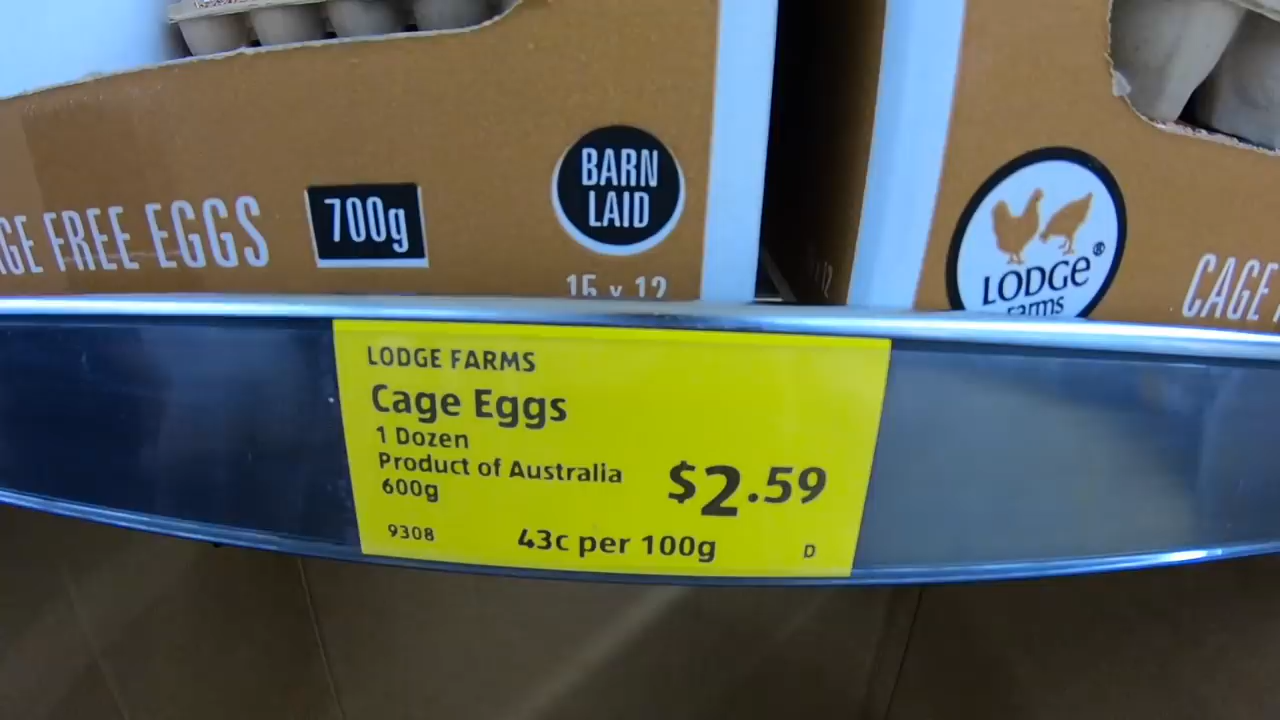 FREE EGGS
700g
BARN
LAID
15 x 12
LODGE®
Farms
CAGE
LODGE FARMS
Cage Eggs
1 Dozen
Product of Australia
600g
$2.59
9308
43c per 100g
D